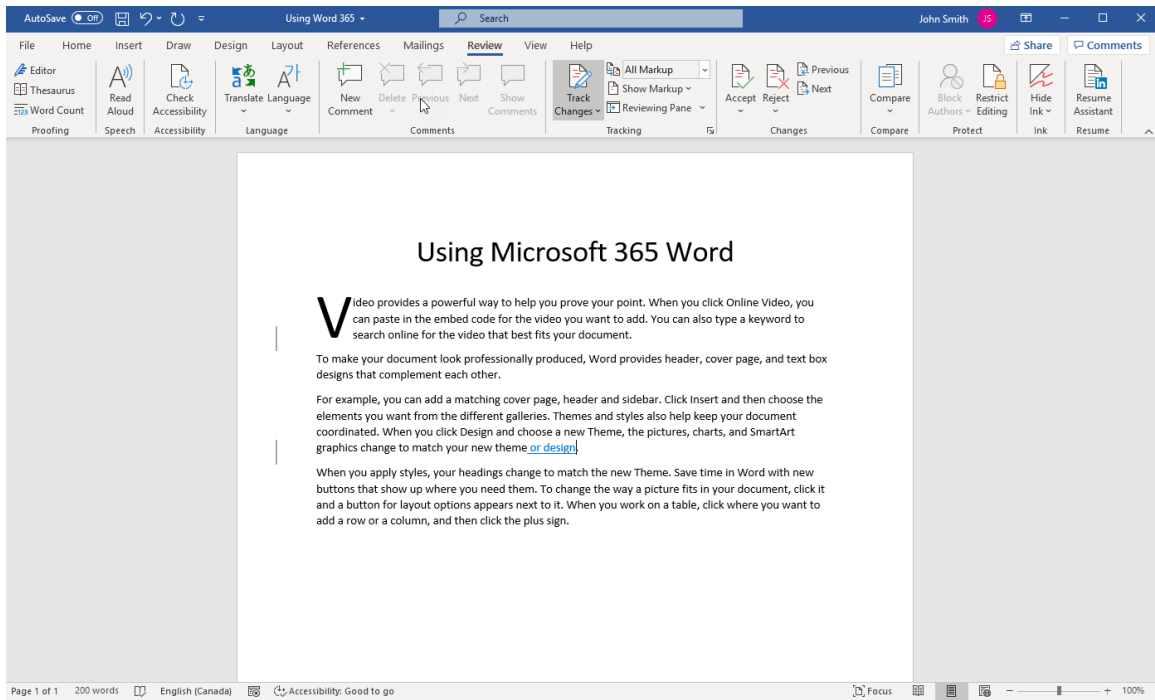 AutoSave Off Using Word 365 Search John Smith JS
File Home Insert Draw Design Layout References Mailings Review View Help Share Comments
Editor
Thesaurus
Word Count
Proofing
Read Aloud
Speech
Check Accessibility
Accessibility
Translate Language
Language
New Comment Delete Previous Next Show Comments
Comments
Track Changes
All Markup
Show Markup
Reviewing Pane
Tracking
Accept Reject
Previous
Next
Changes
Compare
Compare
Block Authors Restrict Editing
Protect
Hide Ink
Ink
Resume Assistant
Resume
Using Microsoft 365 Word
Video provides a powerful way to help you prove your point. When you click Online Video, you
can paste in the embed code for the video you want to add. You can also type a keyword to
search online for the video that best fits your document.
To make your document look professionally produced, Word provides header, cover page, and text box
designs that complement each other.
For example, you can add a matching cover page, header and sidebar. Click Insert and then choose the
elements you want from the different galleries. Themes and styles also help keep your document
coordinated. When you click Design and choose a new Theme, the pictures, charts, and SmartArt
graphics change to match your new theme or design.
When you apply styles, your headings change to match the new Theme. Save time in Word with new
buttons that show up where you need them. To change the way a picture fits in your document, click it
and a button for layout options appears next to it. When you work on a table, click where you want to
add a row or a column, and then click the plus sign.
Page 1 of 1 200 words English (Canada) Accessibility: Good to go Focus 100%